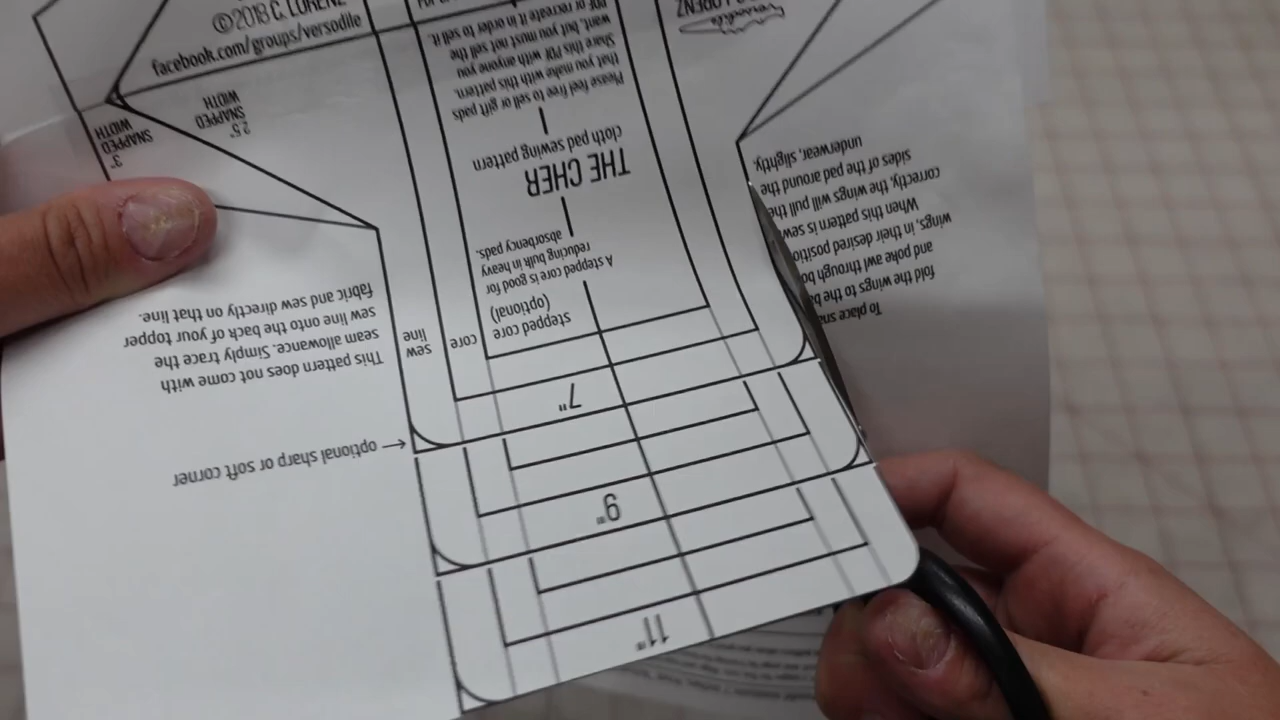 ©2018 C. LORENZ
facebook.com/groups/versodile
3"
SNAPPED
WIDTH
2.5"
SNAPPED
WIDTH
LORENZ
THE CHER
cloth pad sewing pattern
Please feel free to sell or gift pads
that you make with this pattern.
Share this PDF with anyone you
want, but you must not sell the
PDF or recreate it in order to sell it
stepped core
(optional)
A stepped core is good for
reducing bulk in heavy
absorbency pads.
core
sew
line
7"
9"
11"
optional sharp or soft corner →
This pattern does not come with
seam allowance. Simply trace the
sew line onto the back of your topper
fabric and sew directly on that line.
To place
fold the wings to the
and poke awl through
wings, in their desired
When this pattern is sewn
correctly, the wings will pull the
sides of the pad around the
underwear, slightly.